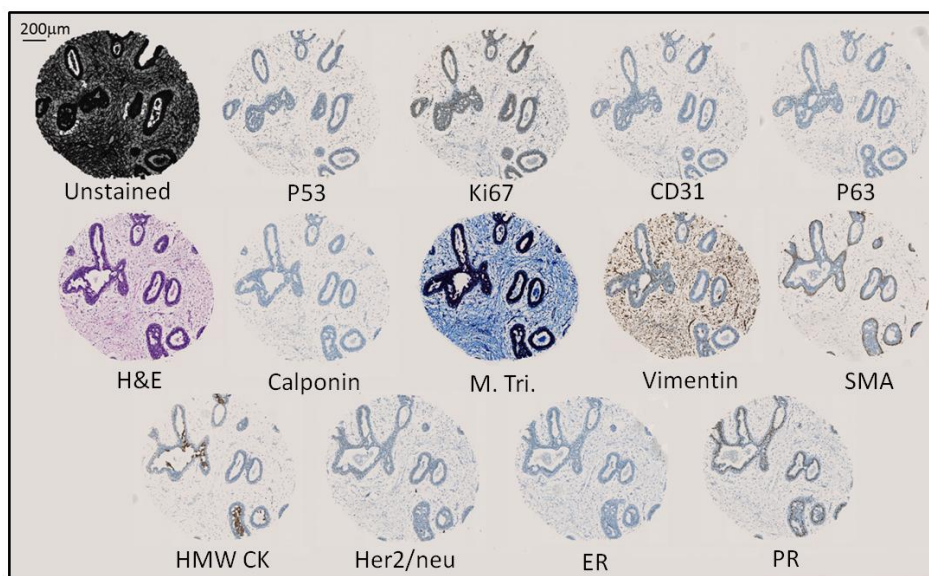 200μm
Unstained
P53
Ki67
CD31
P63
H&E
Calponin
M. Tri.
Vimentin
SMA
HMW CK
Her2/neu
ER
PR